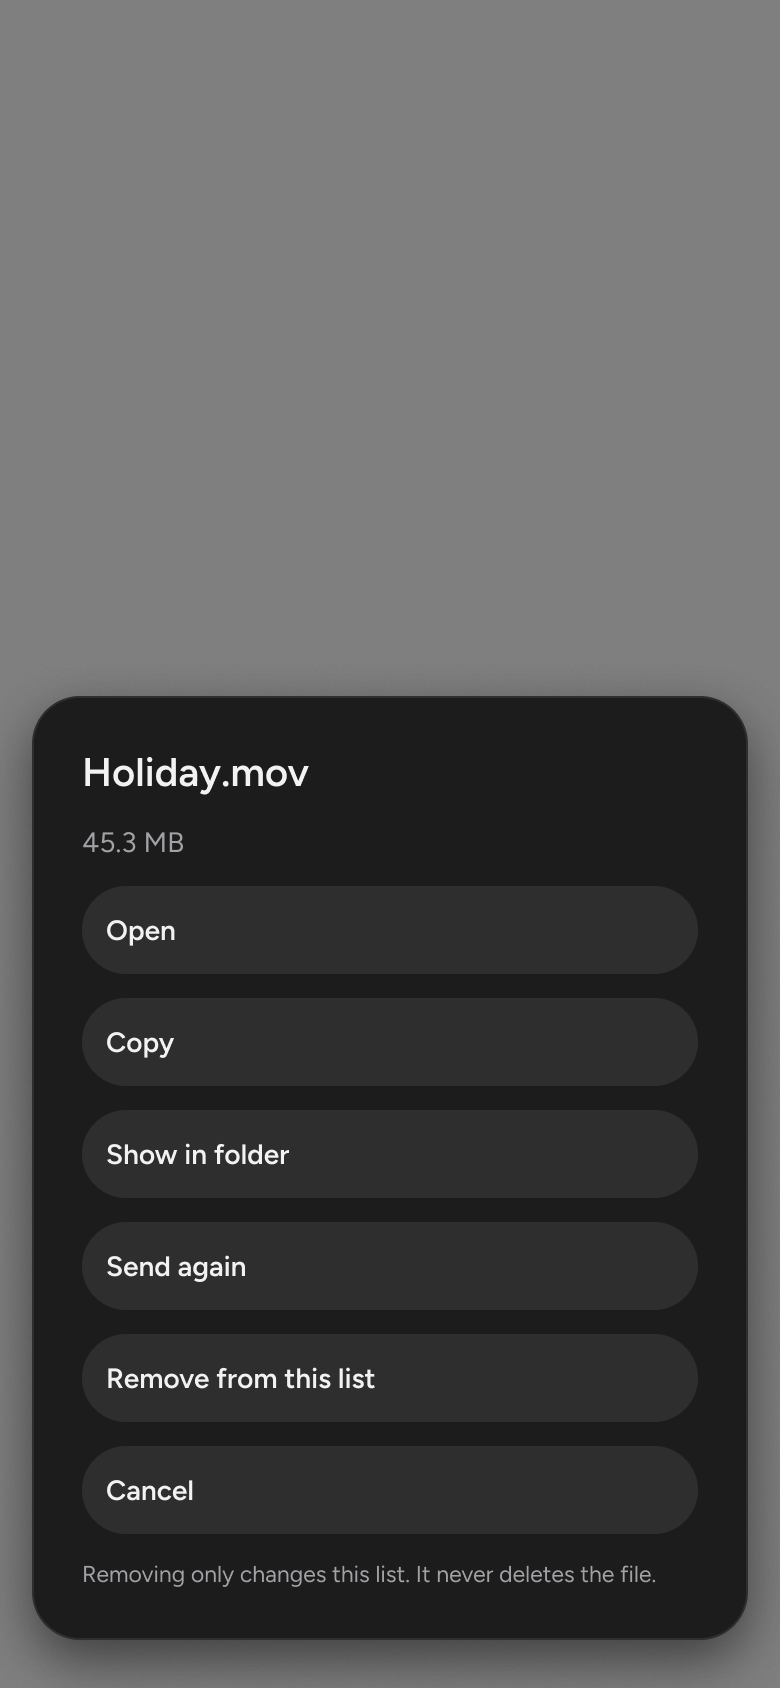 Holiday.mov
45.3 MB
Open
Copy
Show in folder
Send again
Remove from this list
Cancel
Removing only changes this list. It never deletes the file.